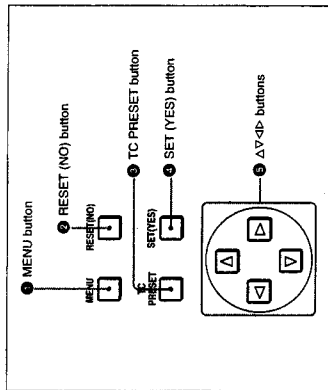 ❶ MENU button
❷ RESET (NO) button
❸ TC PRESET button
❹ SET (YES) button
❺ △▽◁▷ buttons
MENU
RESET(NO)
TC
PRESET
SET(YES)